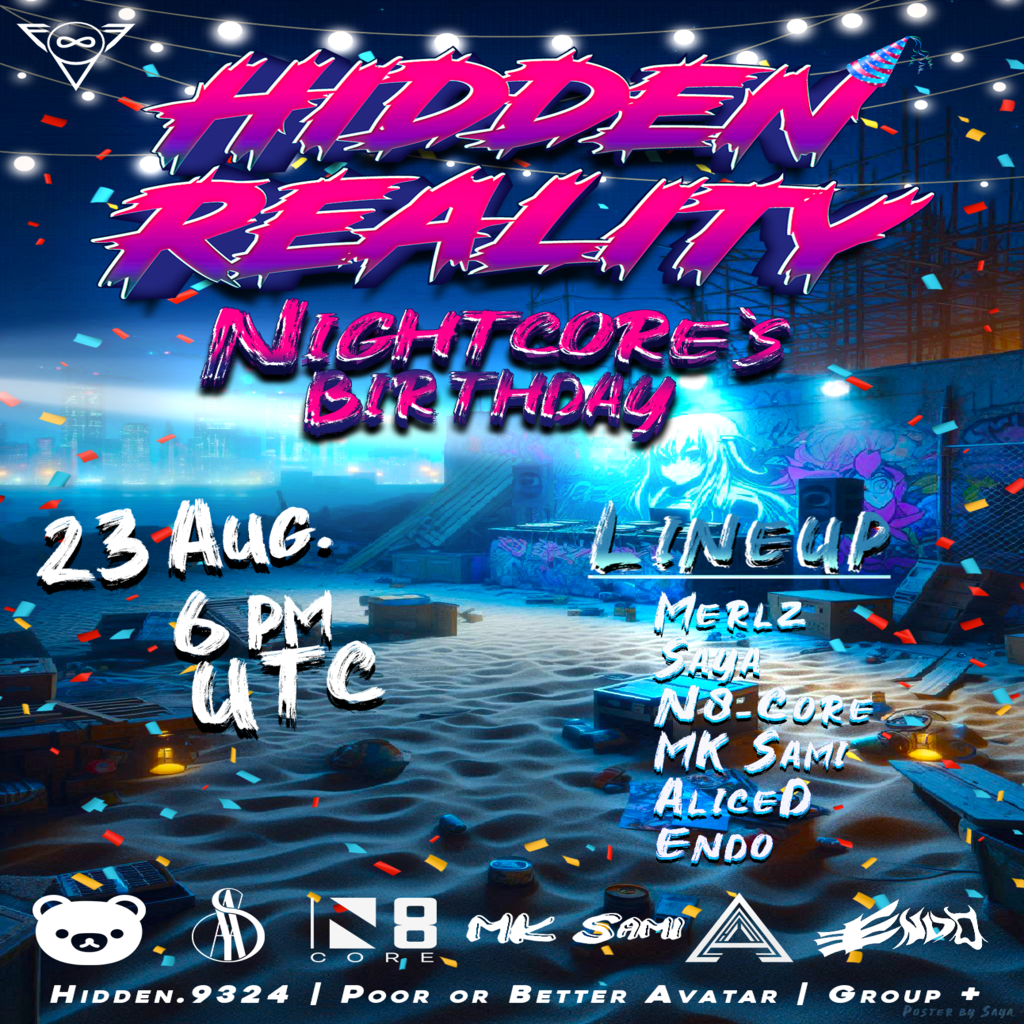 Hidden
Reality
Nightcore's
Birthday
23 Aug.
6 pm
UTC
Lineup
Merlz
Saya
N8-Core
MK Sami
AliceD
Endo
N8
CORE
MK Sami
Endo
Hidden.9324 | Poor or Better Avatar | Group +
Poster by Saya